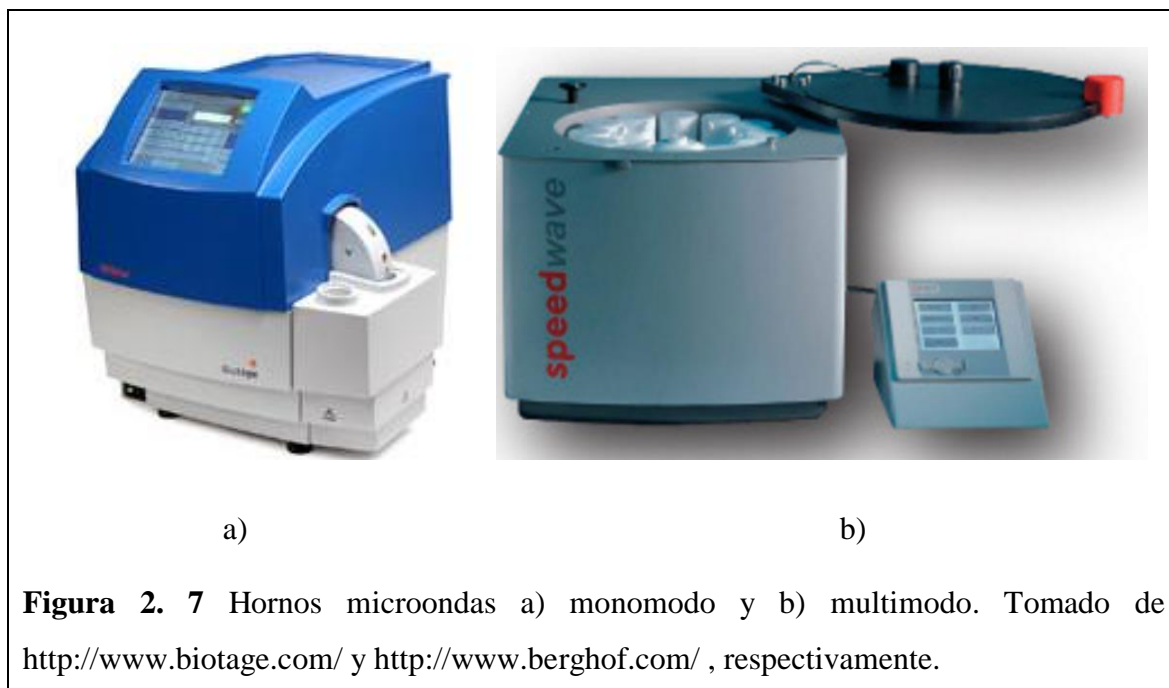 speedwave
Biotage
a)
b)
Figura 2. 7 Hornos microondas a) monomodo y b) multimodo. Tomado de
http://www.biotage.com/ y http://www.berghof.com/ , respectivamente.